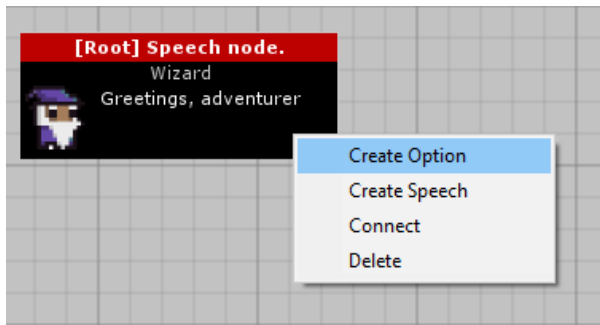 [Root] Speech node.
Wizard
Greetings, adventurer
Create Option
Create Speech
Connect
Delete